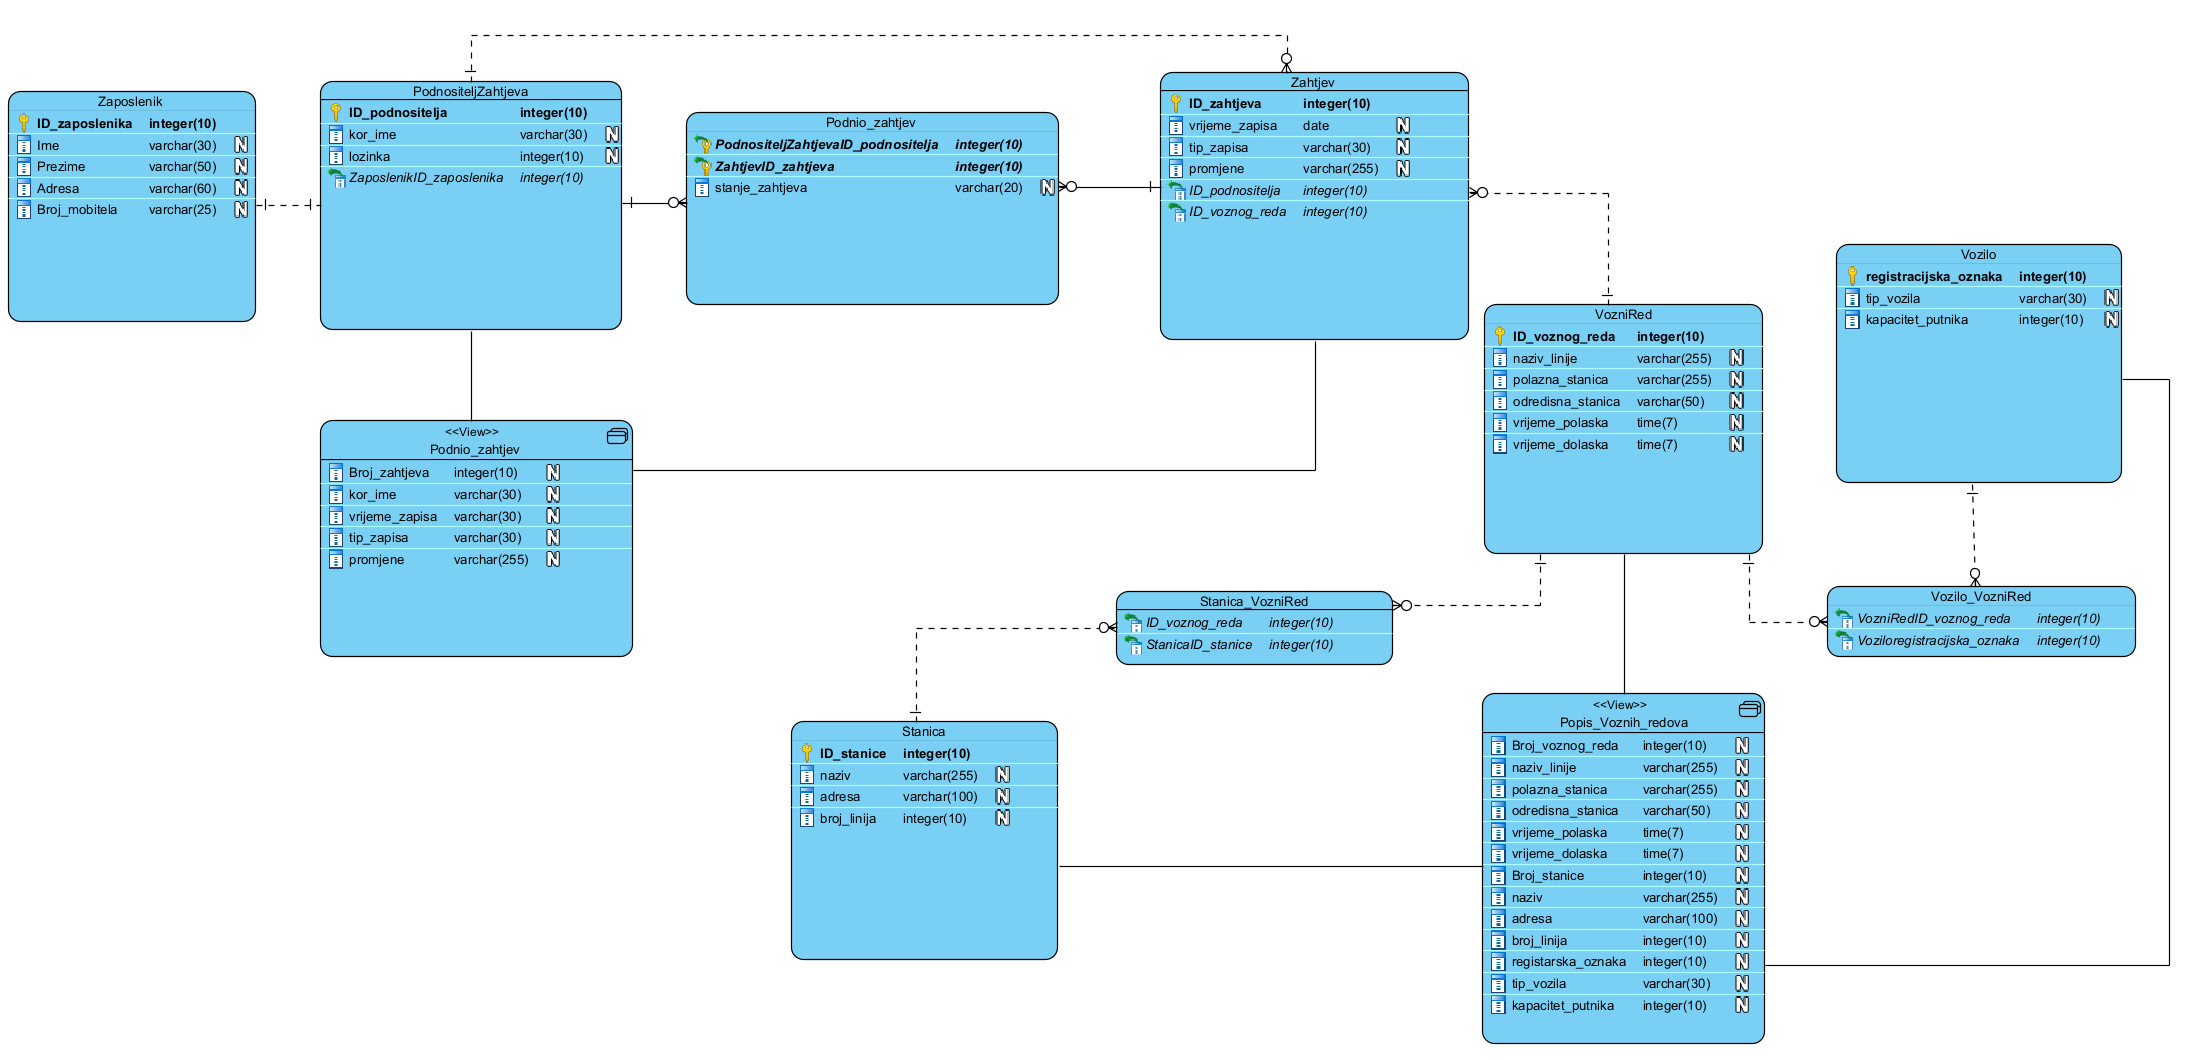 Zaposlenik
ID_zaposlenika integer(10)
Ime varchar(30) N
Prezime varchar(50) N
Adresa varchar(60) N
Broj_mobitela varchar(25) N
PodnositeljZahtjeva
ID_podnositelja integer(10)
kor_ime varchar(30) N
lozinka integer(10) N
ZaposlenikID_zaposlenika integer(10)
Podnio_zahtjev
PodnositeljZahtjevaID_podnositelja integer(10)
ZahtjevID_zahtjeva integer(10)
stanje_zahtjeva varchar(20) N
Zahtjev
ID_zahtjeva integer(10)
vrijeme_zapisa date N
tip_zapisa varchar(30) N
promjene varchar(255) N
ID_podnositelja integer(10)
ID_voznog_reda integer(10)
VozniRed
ID_voznog_reda integer(10)
naziv_linije varchar(255) N
polazna_stanica varchar(255) N
odredisna_stanica varchar(50) N
vrijeme_polaska time(7) N
vrijeme_dolaska time(7) N
Vozilo
registracijska_oznaka integer(10)
tip_vozila varchar(30) N
kapacitet_putnika integer(10) N
<<View>>
Podnio_zahtjev
Broj_zahtjeva integer(10) N
kor_ime varchar(30) N
vrijeme_zapisa varchar(30) N
tip_zapisa varchar(30) N
promjene varchar(255) N
Stanica_VozniRed
ID_voznog_reda integer(10)
StanicaID_stanice integer(10)
Vozilo_VozniRed
VozniRedID_voznog_reda integer(10)
Voziloregistracijska_oznaka integer(10)
Stanica
ID_stanice integer(10)
naziv varchar(255) N
adresa varchar(100) N
broj_linija integer(10) N
<<View>>
Popis_Voznih_redova
Broj_voznog_reda integer(10) N
naziv_linije varchar(255) N
polazna_stanica varchar(255) N
odredisna_stanica varchar(50) N
vrijeme_polaska time(7) N
vrijeme_dolaska time(7) N
Broj_stanice integer(10) N
naziv varchar(255) N
adresa varchar(100) N
broj_linija integer(10) N
registarska_oznaka integer(10) N
tip_vozila varchar(30) N
kapacitet_putnika integer(10) N